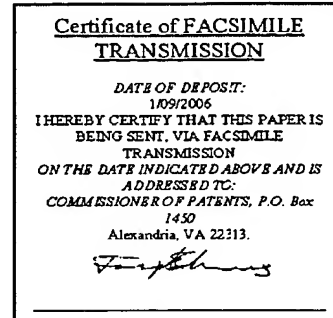 Certificate of FACSIMILE
TRANSMISSION
DATE OF DEPOSIT:
1/09/2006
I HEREBY CERTIFY THAT THIS PAPER IS
BEING SENT, VIA FACSIMILE
TRANSMISSION
ON THE DATE INDICATED ABOVE AND IS
ADDRESSED TO:
COMMISSIONER OF PATENTS, P.O. Box
1450
Alexandria, VA 22313.